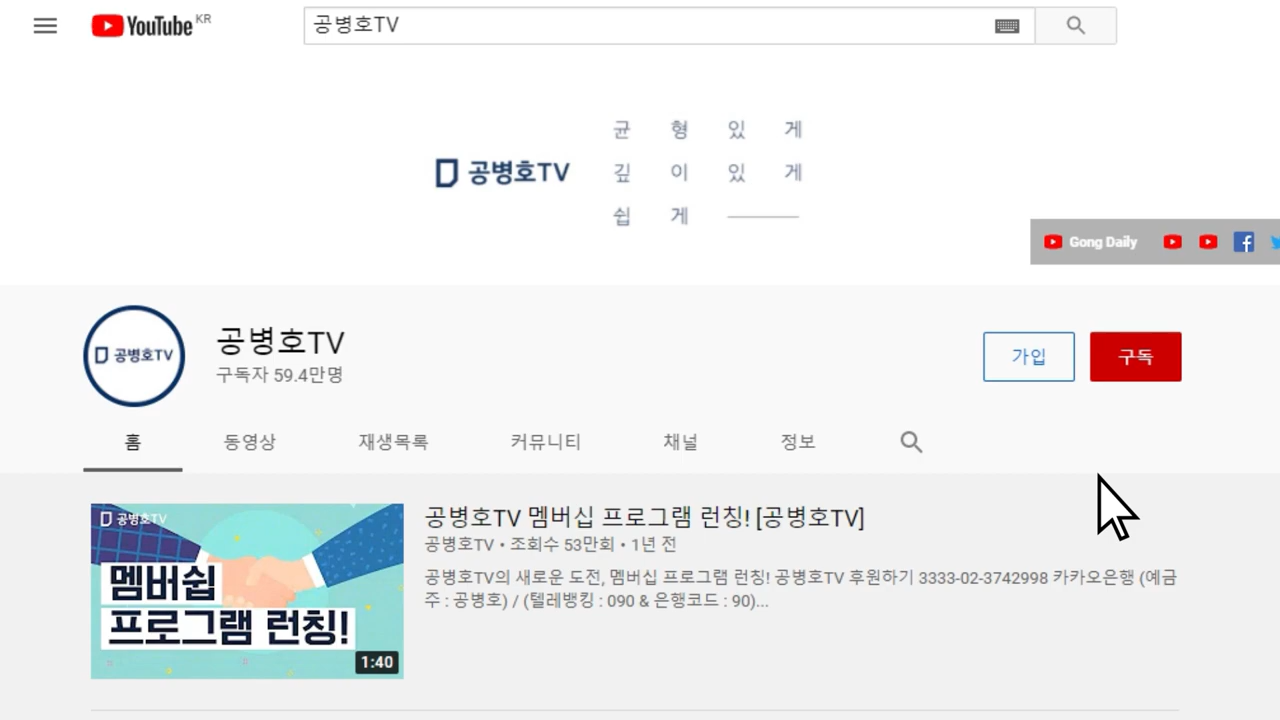 YouTube KR
공병호TV
균형있게
공병호TV 깊이있게
쉽게
Gong Daily
공병호TV
공병호TV
구독자 59.4만명
가입
구독
홈 동영상 재생목록 커뮤니티 채널 정보
공병호TV
멤버쉽
프로그램 런칭!
1:40
공병호TV 멤버십 프로그램 런칭! [공병호TV]
공병호TV • 조회수 53만회 • 1년 전
공병호TV의 새로운 도전, 멤버십 프로그램 런칭! 공병호TV 후원하기 3333-02-3742998 카카오은행 (예금
주 : 공병호) / (텔레뱅킹 : 090 & 은행코드 : 90)...